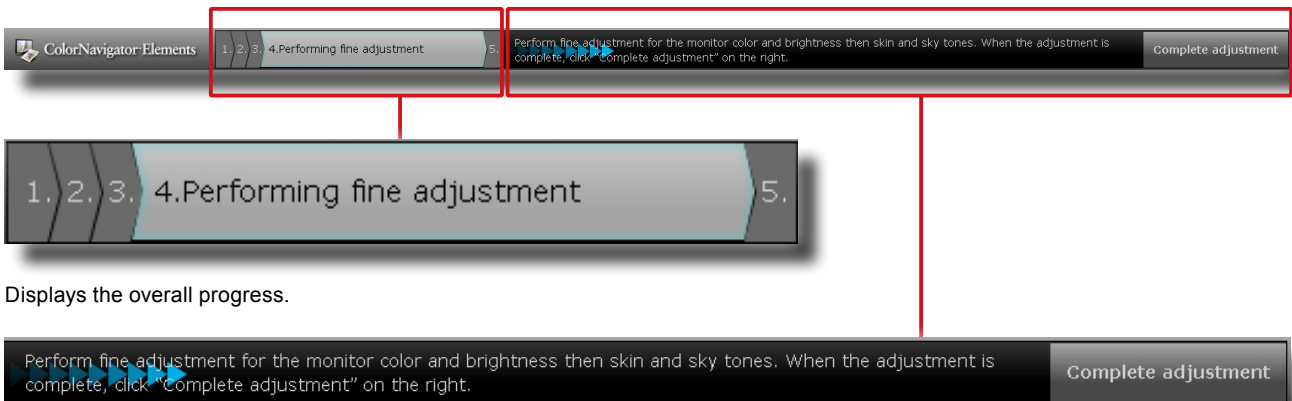 ColorNavigator Elements
1. 2. 3. 4.Performing fine adjustment 5.
Perform fine adjustment for the monitor color and brightness then skin and sky tones. When the adjustment is
complete, click "Complete adjustment" on the right.
Complete adjustment
1. 2. 3. 4.Performing fine adjustment 5.
Displays the overall progress.
Perform fine adjustment for the monitor color and brightness then skin and sky tones. When the adjustment is
complete, click "Complete adjustment" on the right.
Complete adjustment